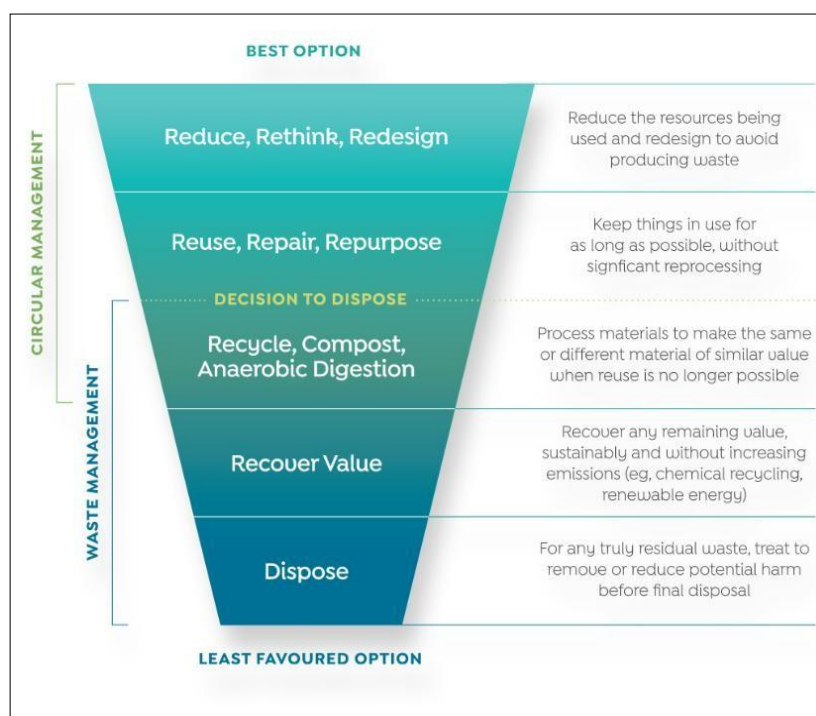 BEST OPTION
CIRCULAR MANAGEMENT
WASTE MANAGEMENT
Reduce, Rethink, Redesign
Reduce the resources being
used and redesign to avoid
producing waste
Reuse, Repair, Repurpose
Keep things in use for
as long as possible, without
signficant reprocessing
DECISION TO DISPOSE
Recycle, Compost,
Anaerobic Digestion
Process materials to make the same
or different material of similar value
when reuse is no longer possible
Recover Value
Recover any remaining value,
sustainably and without increasing
emissions (eg, chemical recycling,
renewable energy)
Dispose
For any truly residual waste, treat to
remove or reduce potential harm
before final disposal
LEAST FAVOURED OPTION